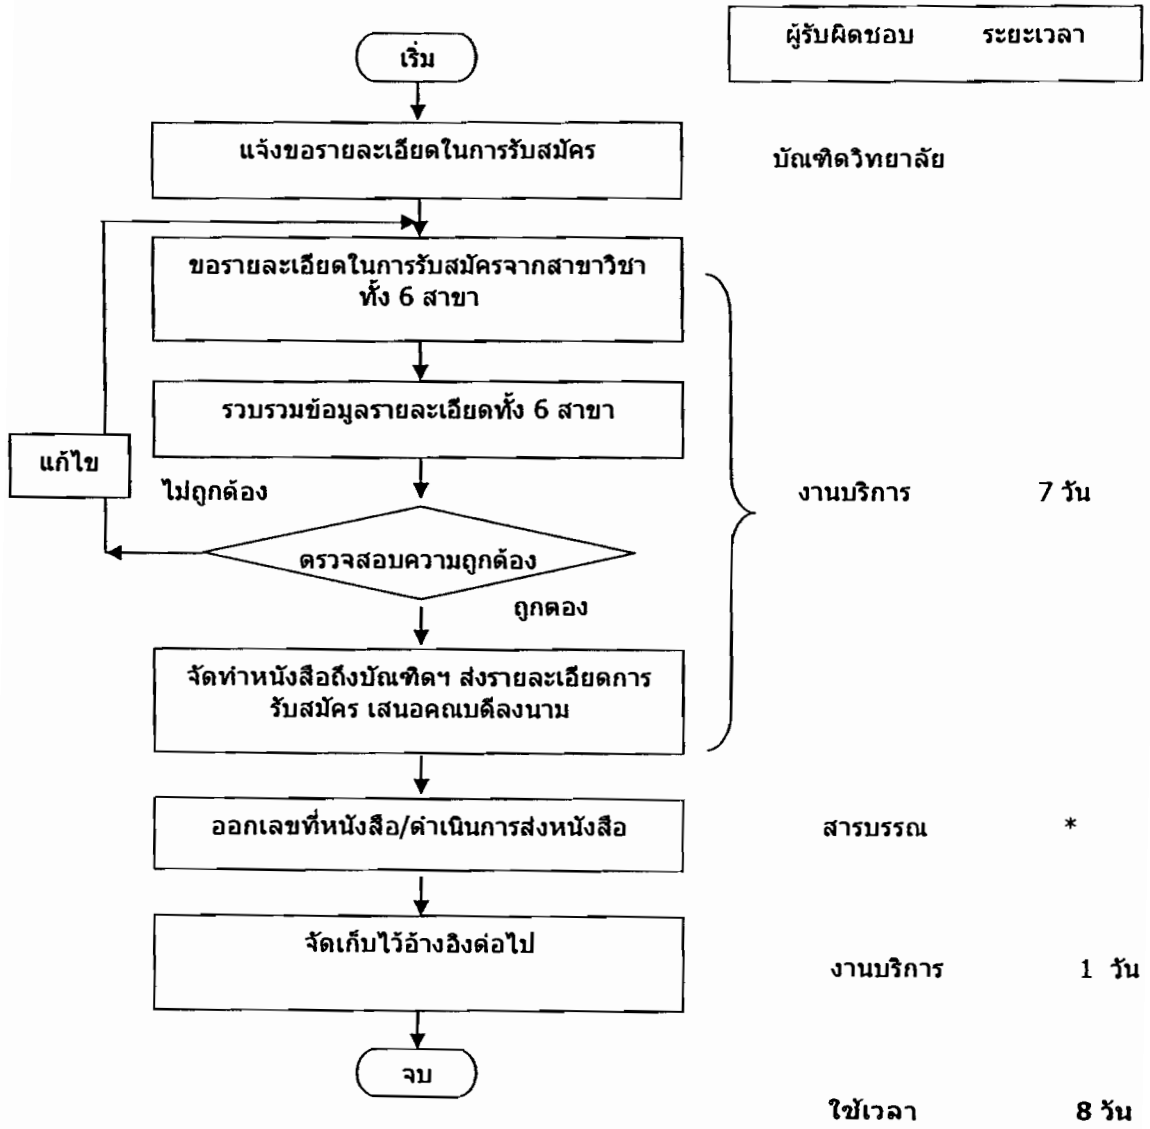 ผู้รับผิดชอบ ระยะเวลา
เริ่ม
แจ้งขอรายละเอียดในการรับสมัคร
บัณฑิตวิทยาลัย
ขอรายละเอียดในการรับสมัครจากสาขาวิชา
ทั้ง 6 สาขา
รวบรวมข้อมูลรายละเอียดทั้ง 6 สาขา
แก้ไข
ไม่ถูกต้อง
งานบริการ 7 วัน
ตรวจสอบความถูกต้อง
ถูกตอง
จัดทำหนังสือถึงบัณฑิตฯ ส่งรายละเอียดการ
รับสมัคร เสนอคณบดีลงนาม
ออกเลขที่หนังสือ/ดำเนินการส่งหนังสือ
สารบรรณ *
จัดเก็บไว้อ้างอิงต่อไป
งานบริการ 1 วัน
จบ
ใช้เวลา 8 วัน